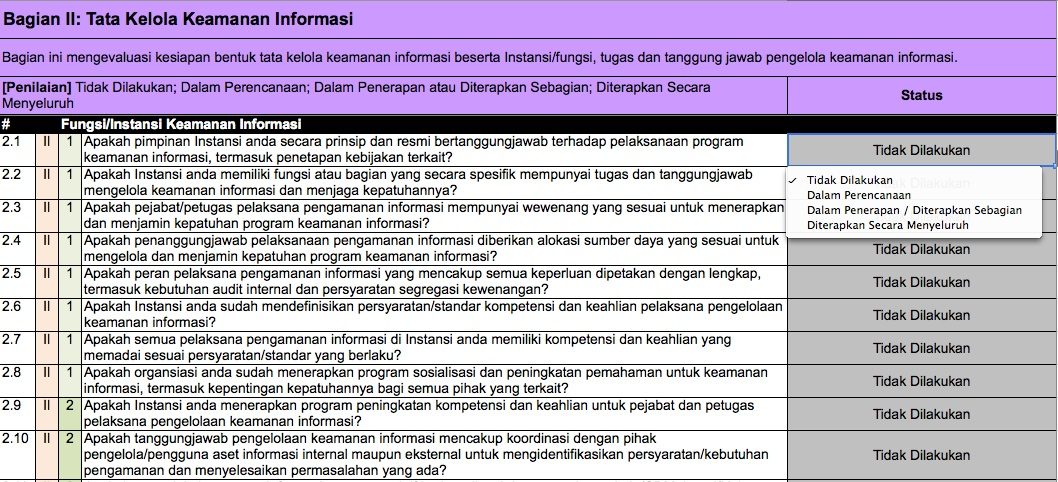 Bagian II: Tata Kelola Keamanan Informasi
Bagian ini mengevaluasi kesiapan bentuk tata kelola keamanan informasi beserta Instansi/fungsi, tugas dan tanggung jawab pengelola keamanan informasi.
[Penilaian] Tidak Dilakukan; Dalam Perencanaan; Dalam Penerapan atau Diterapkan Sebagian; Diterapkan Secara
Menyeluruh
Status
# Fungsi/Instansi Keamanan Informasi
2.1 II 1 Apakah pimpinan Instansi anda secara prinsip dan resmi bertanggungjawab terhadap pelaksanaan program
keamanan informasi, termasuk penetapan kebijakan terkait?
Tidak Dilakukan
2.2 II 1 Apakah Instansi anda memiliki fungsi atau bagian yang secara spesifik mempunyai tugas dan tanggungjawab
mengelola keamanan informasi dan menjaga kepatuhannya?
✓ Tidak Dilakukan
Dalam Perencanaan
Dalam Penerapan / Diterapkan Sebagian
Diterapkan Secara Menyeluruh
2.3 II 1 Apakah pejabat/petugas pelaksana pengamanan informasi mempunyai wewenang yang sesuai untuk menerapkan
dan menjamin kepatuhan program keamanan informasi?
2.4 II 1 Apakah penanggungjawab pelaksanaan pengamanan informasi diberikan alokasi sumber daya yang sesuai untuk
mengelola dan menjamin kepatuhan program keamanan informasi?
Tidak Dilakukan
2.5 II 1 Apakah peran pelaksana pengamanan informasi yang mencakup semua keperluan dipetakan dengan lengkap,
termasuk kebutuhan audit internal dan persyaratan segregasi kewenangan?
Tidak Dilakukan
2.6 II 1 Apakah Instansi anda sudah mendefinisikan persyaratan/standar kompetensi dan keahlian pelaksana pengelolaan
keamanan informasi?
Tidak Dilakukan
2.7 II 1 Apakah semua pelaksana pengamanan informasi di Instansi anda memiliki kompetensi dan keahlian yang
memadai sesuai persyaratan/standar yang berlaku?
Tidak Dilakukan
2.8 II 1 Apakah organsiasi anda sudah menerapkan program sosialisasi dan peningkatan pemahaman untuk keamanan
informasi, termasuk kepentingan kepatuhannya bagi semua pihak yang terkait?
Tidak Dilakukan
2.9 II 2 Apakah Instansi anda menerapkan program peningkatan kompetensi dan keahlian untuk pejabat dan petugas
pelaksana pengelolaan keamanan informasi?
Tidak Dilakukan
2.10 II 2 Apakah tanggungjawab pengelolaan keamanan informasi mencakup koordinasi dengan pihak
pengelola/pengguna aset informasi internal maupun eksternal untuk mengidentifikasikan persyaratan/kebutuhan
pengamanan dan menyelesaikan permasalahan yang ada?
Tidak Dilakukan